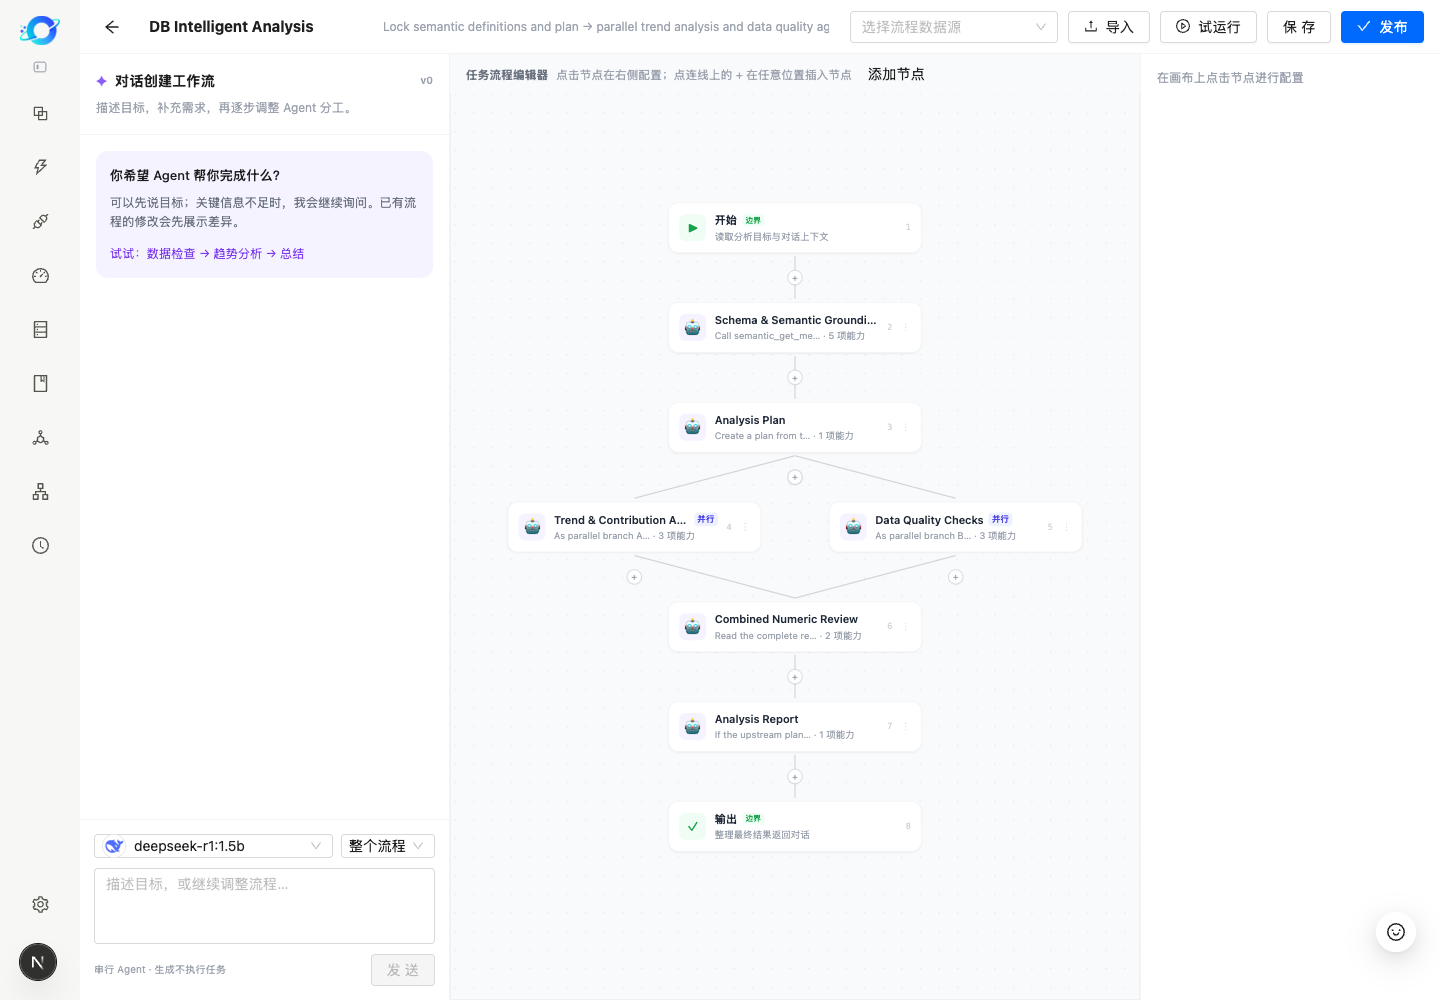 DB Intelligent Analysis
Lock semantic definitions and plan → parallel trend analysis and data quality ag
选择流程数据源
导入
试运行
保 存
发布
对话创建工作流
v0
描述目标，补充需求，再逐步调整 Agent 分工。
你希望 Agent 帮你完成什么?
可以先说目标；关键信息不足时，我会继续询问。已有流
程的修改会先展示差异。
试试：数据检查 → 趋势分析 → 总结
deepseek-r1:1.5b
整个流程
描述目标，或继续调整流程...
串行 Agent · 生成不执行任务
发 送
任务流程编辑器
点击节点在右侧配置；点连线上的 + 在任意位置插入节点
添加节点
开始 边界
读取分析目标与对话上下文
1
Schema & Semantic Groundi...
Call semantic_get_me... · 5 项能力
2
Analysis Plan
Create a plan from t... · 1 项能力
3
Trend & Contribution A... 并行
As parallel branch A... · 3 项能力
4
Data Quality Checks 并行
As parallel branch B... · 3 项能力
5
Combined Numeric Review
Read the complete re... · 2 项能力
6
Analysis Report
If the upstream plan... · 1 项能力
7
输出 边界
整理最终结果返回对话
8
在画布上点击节点进行配置
N